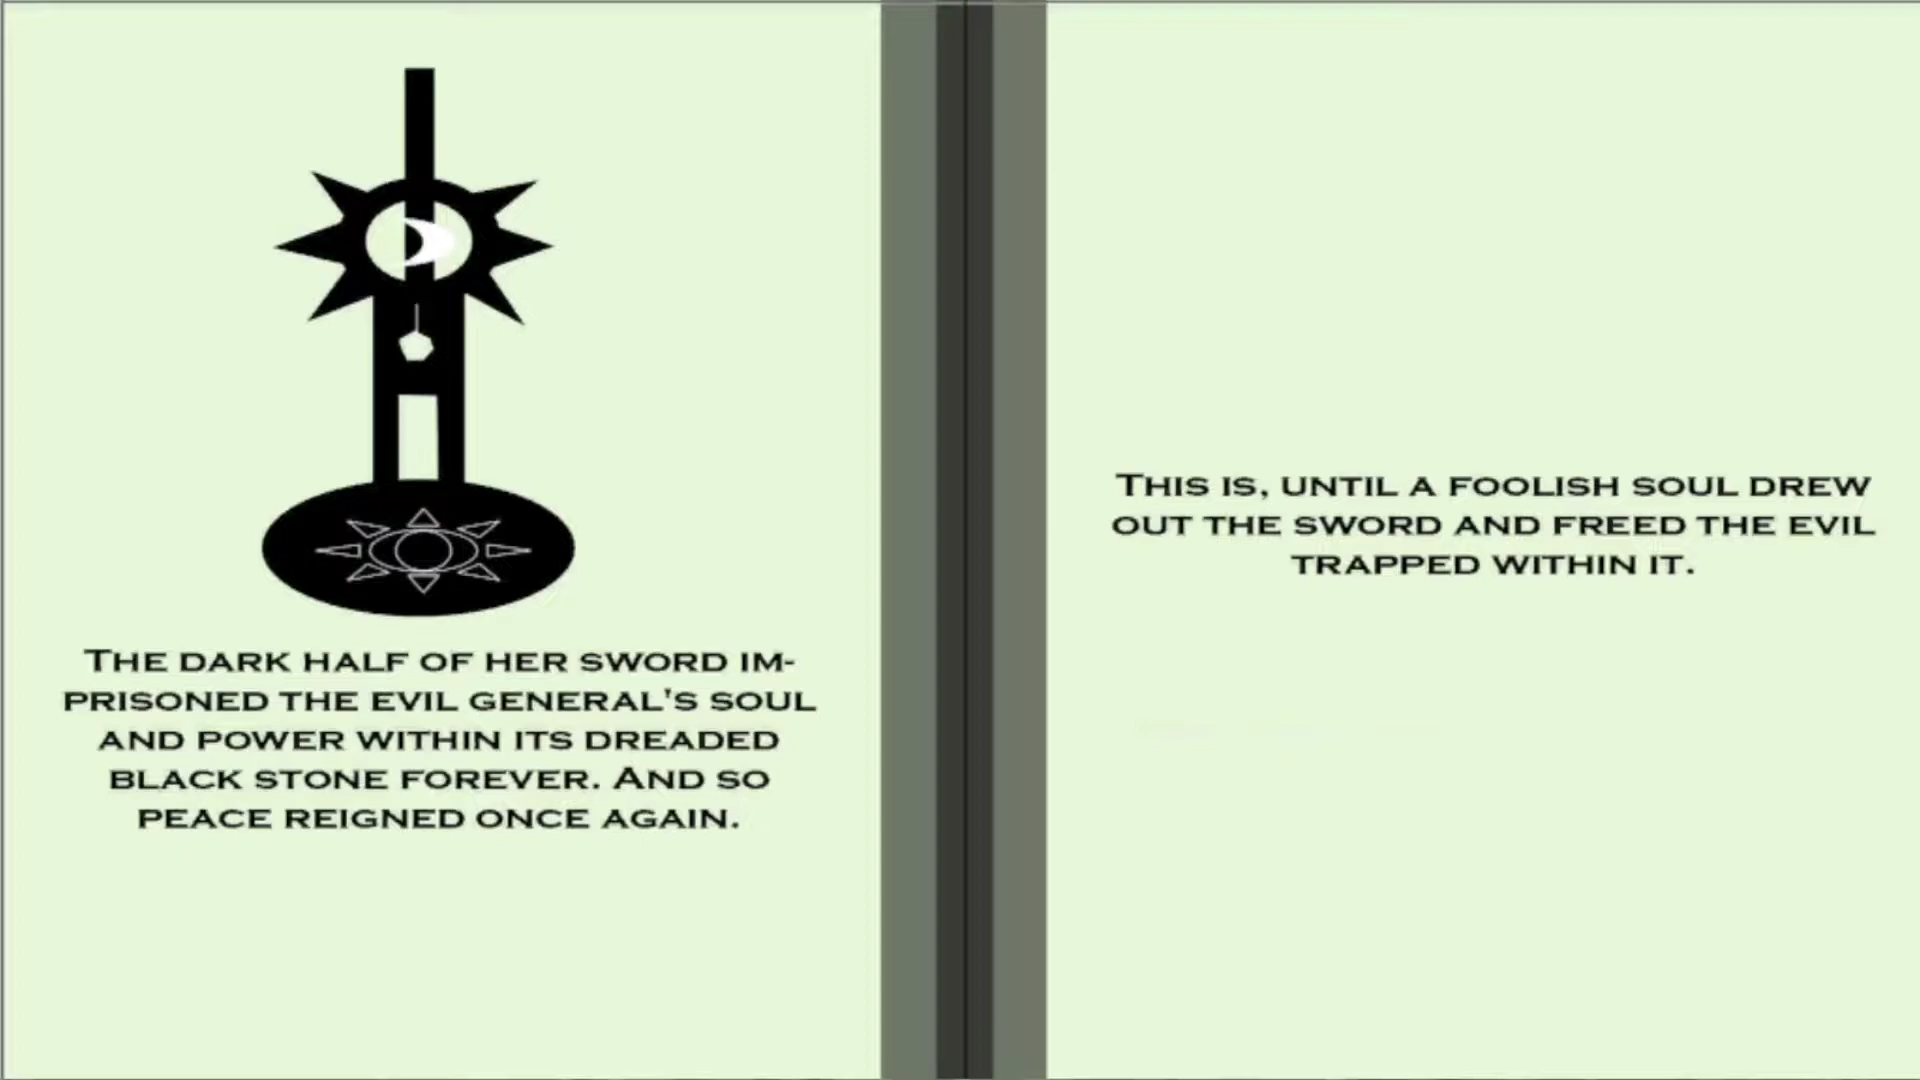 The dark half of her sword im-
prisoned the evil general's soul
and power within its dreaded
black stone forever. And so
peace reigned once again.
This is, until a foolish soul drew
out the sword and freed the evil
trapped within it.